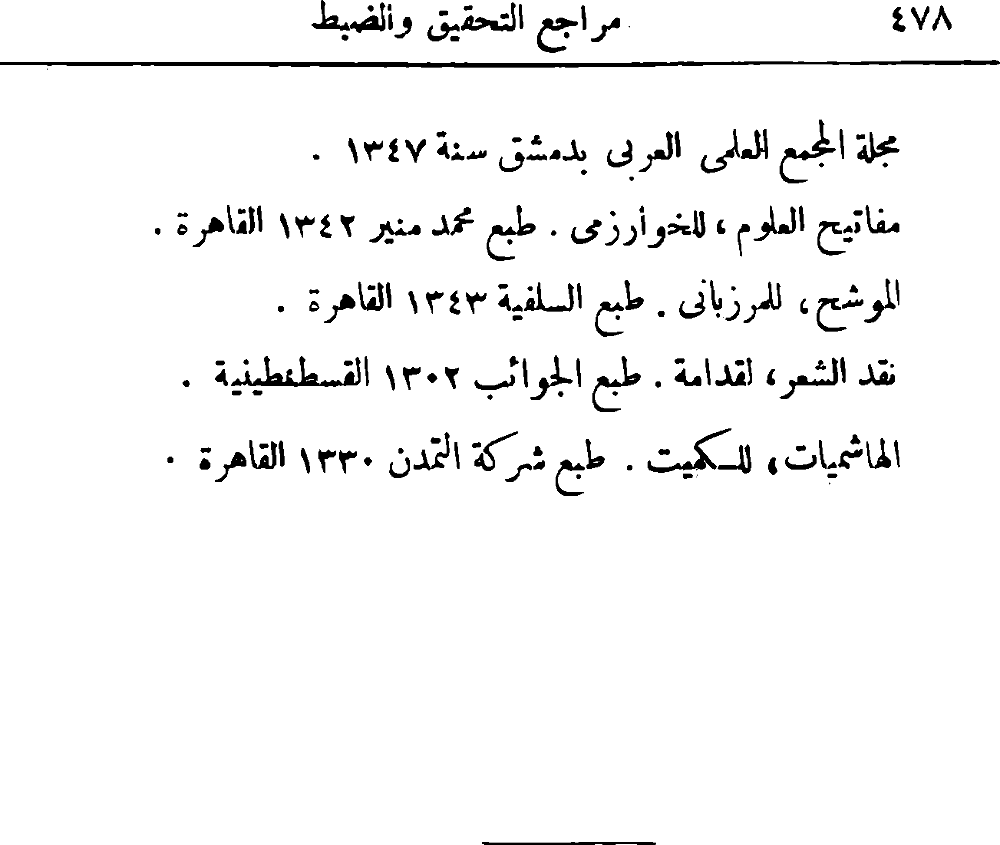 ٤٧٨ مراجع التحقيق والضبط
مجلة المجمع العلمى العربى بدمشق سنة ١٣٤٧ .
مفاتيح العلوم ، للخوارزمى . طبع محمد منير ١٣٤٢ القاهرة .
الموشح ، للمرزبانى . طبع السلفية ١٣٤٣ القاهرة .
نقد الشعر ، لقدامة . طبع الجوائب ١٣٠٢ القسطنطينية .
الهاشميات ، للكميت . طبع شركة التمدن ١٣٣٠ القاهرة .